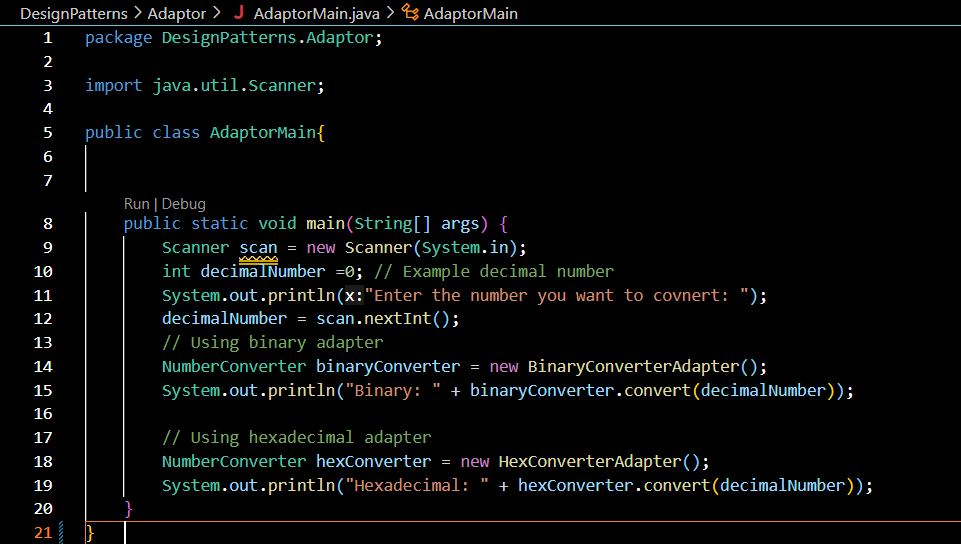 DesignPatterns > Adaptor > J AdaptorMain.java > AdaptorMain
1 package DesignPatterns.Adaptor;
2
3 import java.util.Scanner;
4
5 public class AdaptorMain{
6
7
Run | Debug
8 public static void main(String[] args) {
9 Scanner scan = new Scanner(System.in);
10 int decimalNumber =0; // Example decimal number
11 System.out.println(x:"Enter the number you want to covnert: ");
12 decimalNumber = scan.nextInt();
13 // Using binary adapter
14 NumberConverter binaryConverter = new BinaryConverterAdapter();
15 System.out.println("Binary: " + binaryConverter.convert(decimalNumber));
16
17 // Using hexadecimal adapter
18 NumberConverter hexConverter = new HexConverterAdapter();
19 System.out.println("Hexadecimal: " + hexConverter.convert(decimalNumber));
20 }
21 }